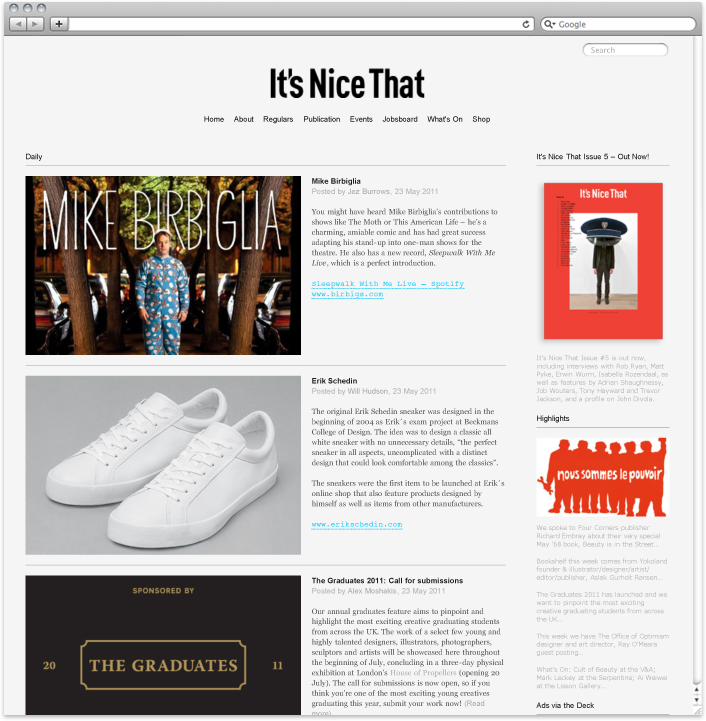 Google
Search
It's Nice That
Home About Regulars Publication Events Jobsboard What's On Shop
Daily
MIKE BIRBIGLIA
Mike Birbiglia
Posted by Jez Burrows, 23 May 2011
You might have heard Mike Birbiglia's contributions to
shows like The Moth or This American Life – he's a
charming, amiable comic and has had great success
adapting his stand-up into one-man shows for the
theatre. He also has a new record, Sleepwalk With Me
Live, which is a perfect introduction.
Sleepwalk With Me Live – Spotify
www.birbigs.com
Erik Schedin
Posted by Will Hudson, 23 May 2011
The original Erik Schedin sneaker was designed in the
beginning of 2004 as Erik´s exam project at Beckmans
College of Design. The idea was to design a classic all
white sneaker with no unnecessary details, "the perfect
sneaker in all aspects, uncomplicated with a distinct
design that could look comfortable among the classics".
The sneakers were the first item to be launched at Erik´s
online shop that also feature products designed by
himself as well as items from other manufacturers.
www.erikschedin.com
SPONSORED BY
20 THE GRADUATES 11
The Graduates 2011: Call for submissions
Posted by Alex Moshakis, 23 May 2011
Our annual graduates feature aims to pinpoint and
highlight the most exciting creative graduating students
from across the UK. The work of a select few young and
highly talented designers, illustrators, photographers,
sculptors and artists will be showcased here throughout
the beginning of July, concluding in a three-day physical
exhibition at London's House of Propellers (opening 20
July). The call for submissions is now open, so if you
think you're one of the most exciting young creatives
graduating this year, submit your work now! (Read
more)
It's Nice That Issue 5 – Out Now!
It's Nice That
It's Nice That Issue #5 is out now,
including interviews with Rob Ryan, Matt
Pyke, Erwin Wurm, Isabella Rozendaal, as
well as features by Adrian Shaughnessy,
Job Wouters, Tony Hayward and Trevor
Jackson, and a profile on John Divola.
Highlights
nous sommes le pouvoir
We spoke to Four Corners publisher
Richard Embray about their very special
May '68 book, Beauty is in the Street...
Bookshelf this week comes from Yokoland
founder & illustrator/designer/artist/
editor/publisher, Aslak Gurholt Rønsen...
The Graduates 2011 has launched and we
want to pinpoint the most exciting
creative graduating students from across
the UK...
This week we have The Office of Optimism
designer and art director, Ray O'Meara
guest posting...
What's On: Cult of Beauty at the V&A;
Mark Leckey at the Serpentine; Ai Weiwei
at the Lisson Gallery...
Ads via the Deck